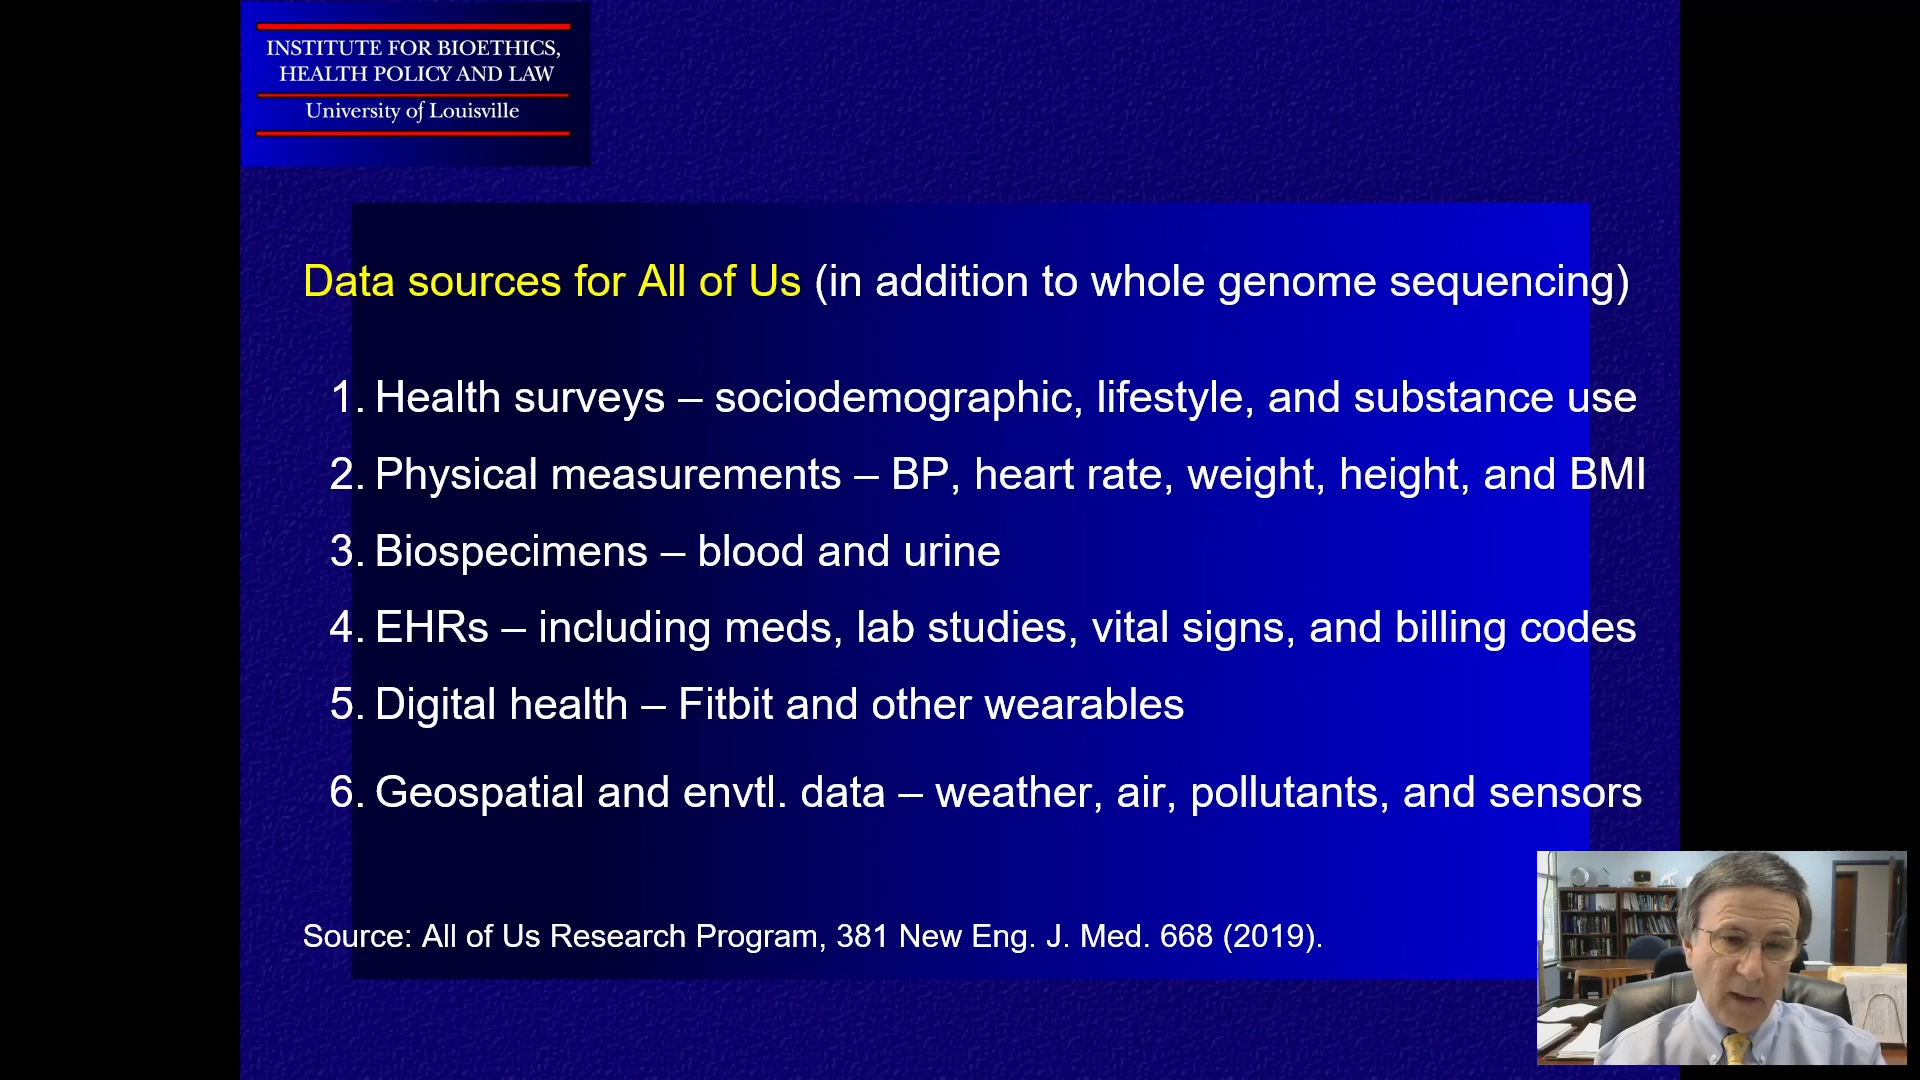 INSTITUTE FOR BIOETHICS,
HEALTH POLICY AND LAW
University of Louisville
Data sources for All of Us (in addition to whole genome sequencing)
1. Health surveys – sociodemographic, lifestyle, and substance use
2. Physical measurements – BP, heart rate, weight, height, and BMI
3. Biospecimens – blood and urine
4. EHRs – including meds, lab studies, vital signs, and billing codes
5. Digital health – Fitbit and other wearables
6. Geospatial and envtl. data – weather, air, pollutants, and sensors
Source: All of Us Research Program, 381 New Eng. J. Med. 668 (2019).